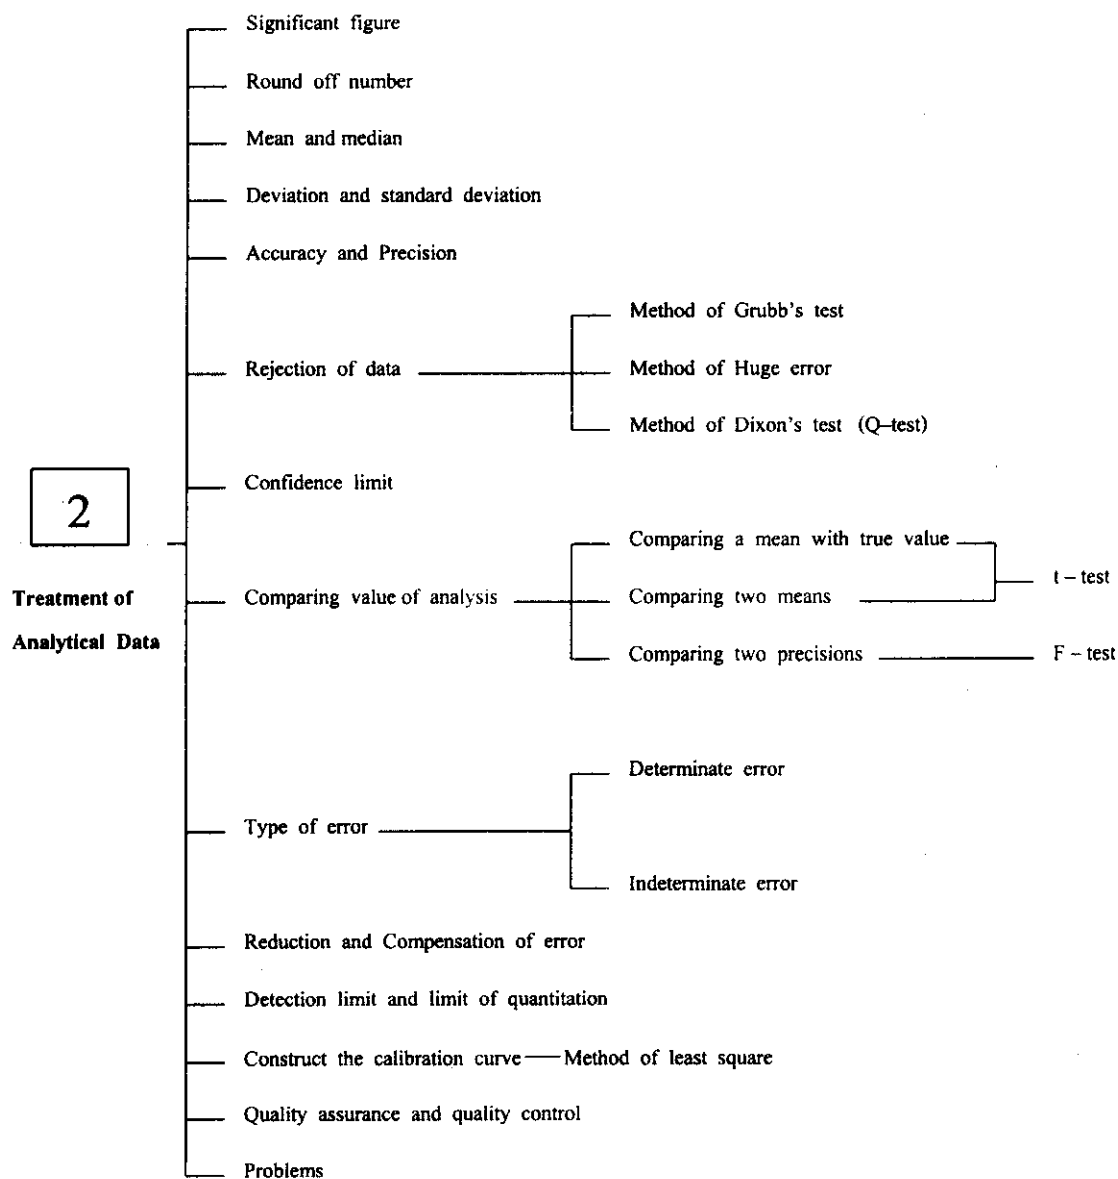 Significant figure
Round off number
Mean and median
Deviation and standard deviation
Accuracy and Precision
Rejection of data
Method of Grubb's test
Method of Huge error
Method of Dixon's test (Q-test)
Confidence limit
2
Treatment of
Analytical Data
Comparing value of analysis
Comparing a mean with true value
Comparing two means
t – test
Comparing two precisions
F – test
Type of error
Determinate error
Indeterminate error
Reduction and Compensation of error
Detection limit and limit of quantitation
Construct the calibration curve — Method of least square
Quality assurance and quality control
Problems